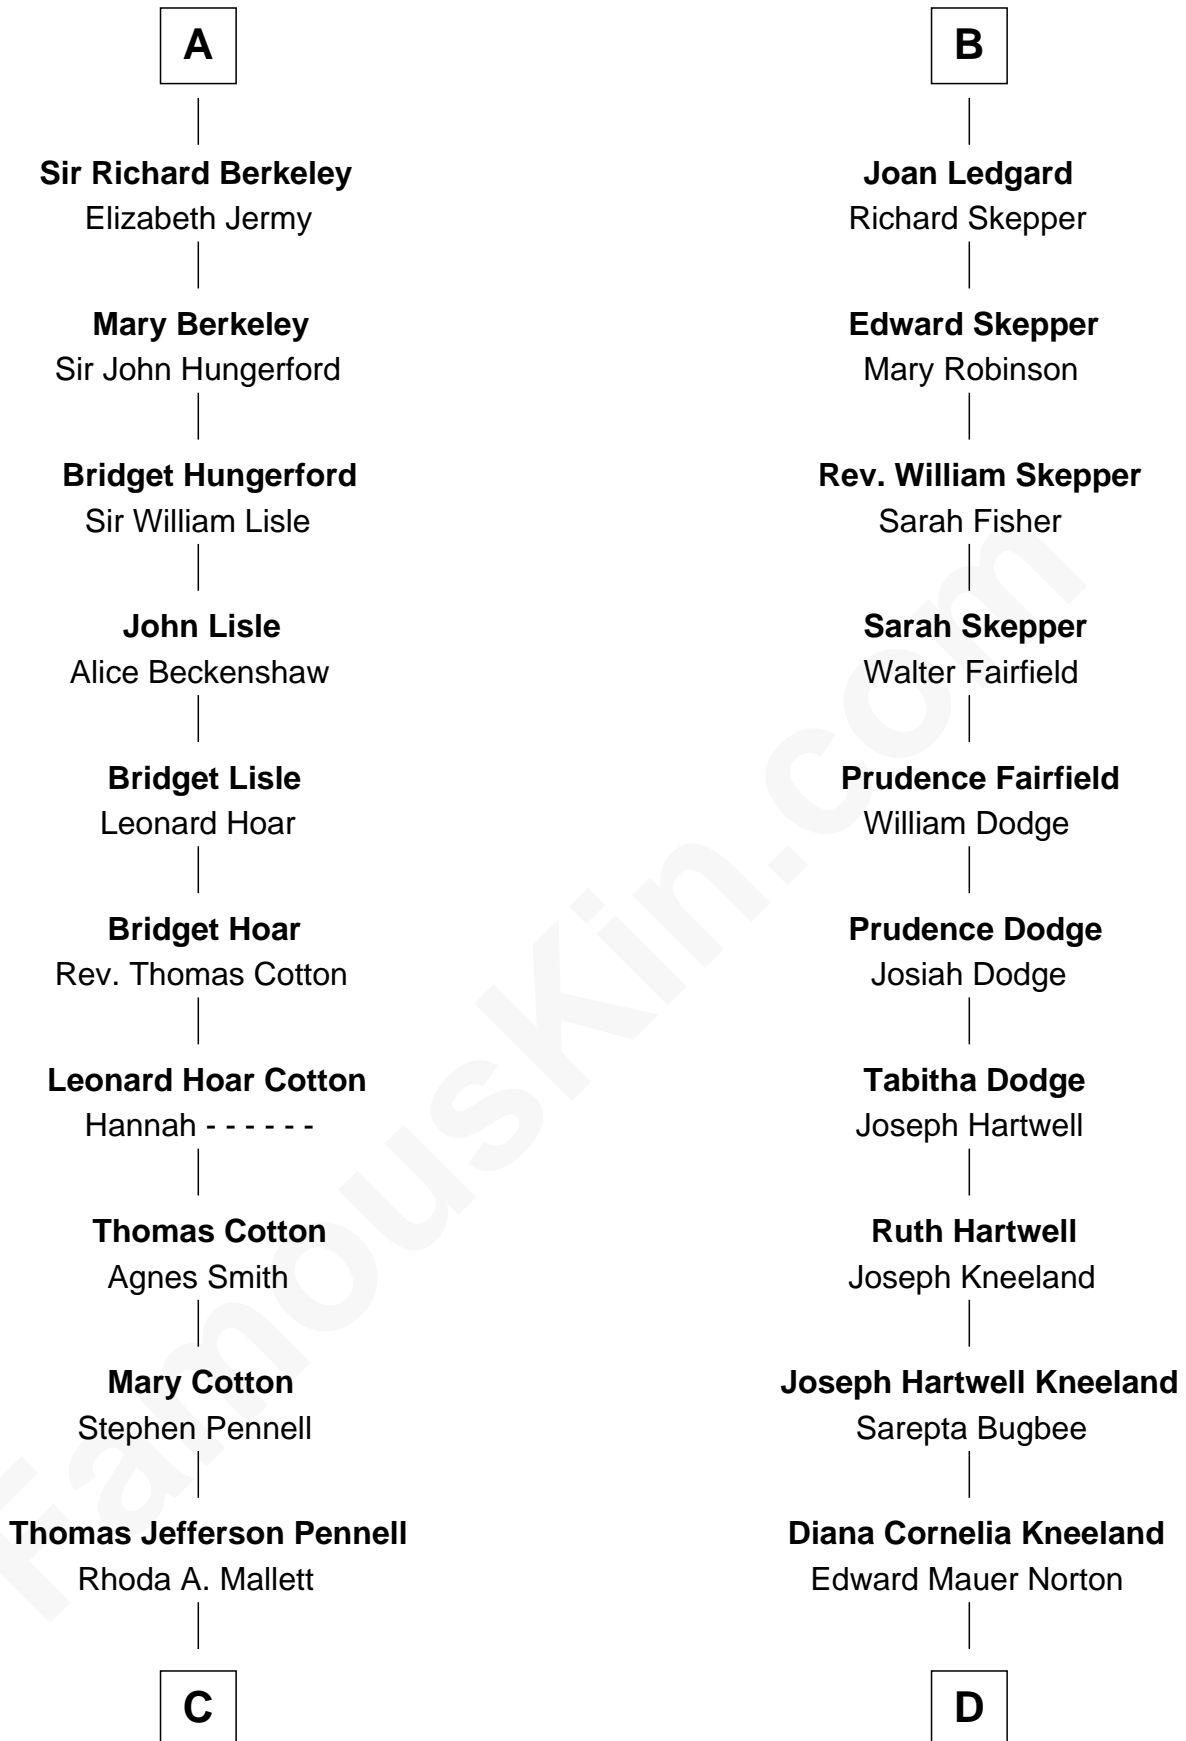 A
Sir Richard Berkeley
Elizabeth Jermy
Mary Berkeley
Sir John Hungerford
Bridget Hungerford
Sir William Lisle
John Lisle
Alice Beckenshaw
Bridget Lisle
Leonard Hoar
Bridget Hoar
Rev. Thomas Cotton
Leonard Hoar Cotton
Hannah - - - - - -
Thomas Cotton
Agnes Smith
Mary Cotton
Stephen Pennell
Thomas Jefferson Pennell
Rhoda A. Mallett
C
B
Joan Ledgard
Richard Skepper
Edward Skepper
Mary Robinson
Rev. William Skepper
Sarah Fisher
Sarah Skepper
Walter Fairfield
Prudence Fairfield
William Dodge
Prudence Dodge
Josiah Dodge
Tabitha Dodge
Joseph Hartwell
Ruth Hartwell
Joseph Kneeland
Joseph Hartwell Kneeland
Sarepta Bugbee
Diana Cornelia Kneeland
Edward Mauer Norton
D
FamousKin.com